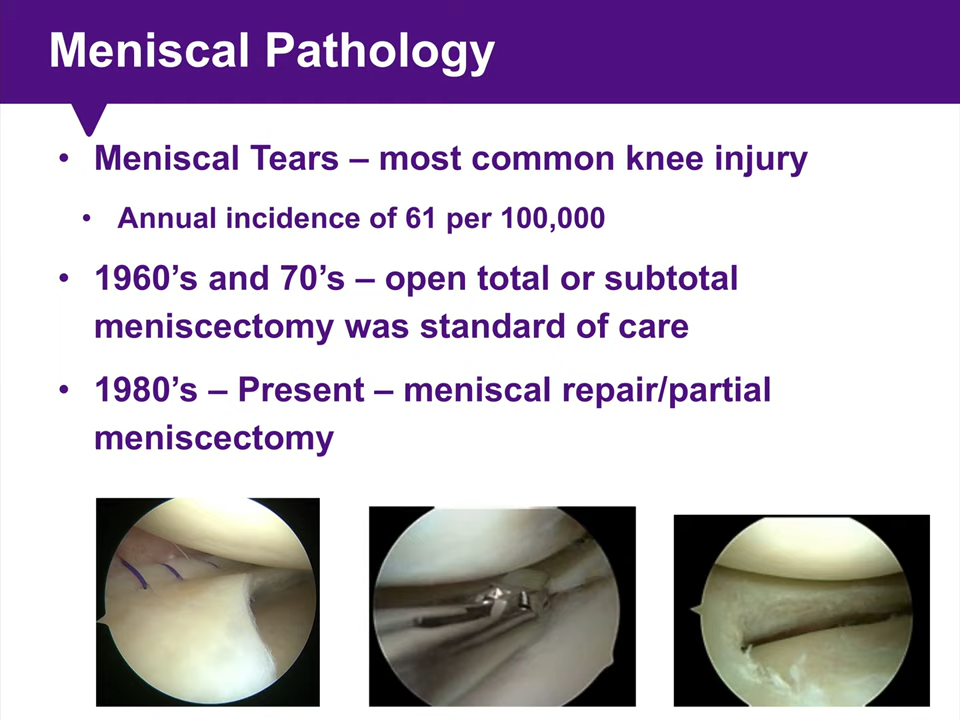 Meniscal Pathology
• Meniscal Tears – most common knee injury
• Annual incidence of 61 per 100,000
• 1960’s and 70’s – open total or subtotal
meniscectomy was standard of care
• 1980’s – Present – meniscal repair/partial
meniscectomy